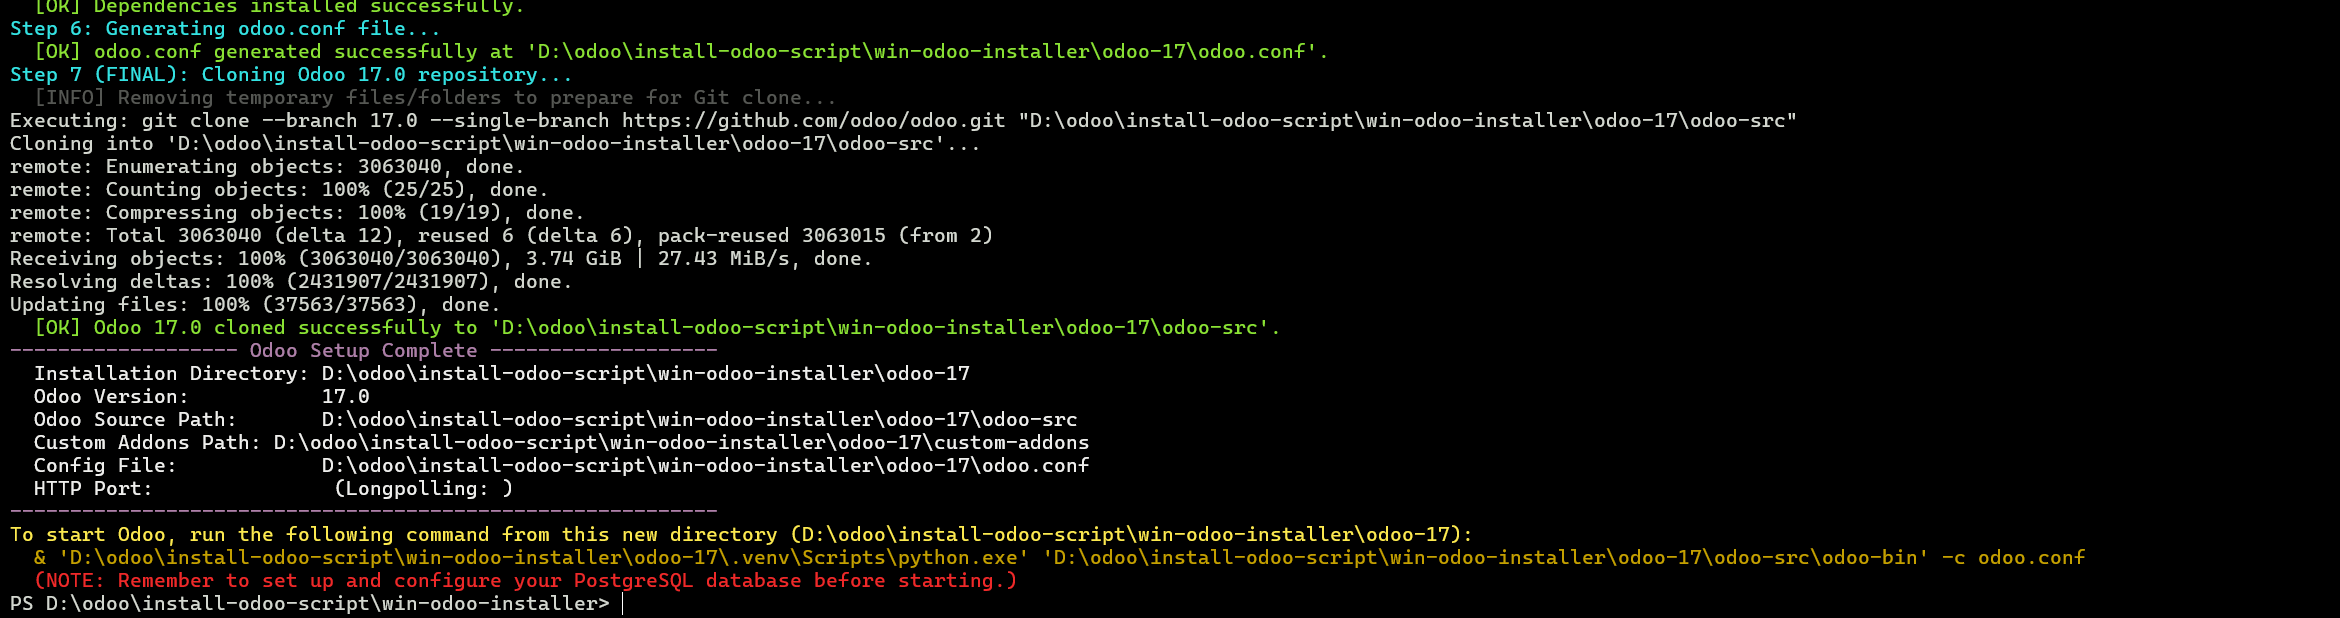 [OK] Dependencies installed successfully.
Step 6: Generating odoo.conf file...
[OK] odoo.conf generated successfully at 'D:\odoo\install-odoo-script\win-odoo-installer\odoo-17\odoo.conf'.
Step 7 (FINAL): Cloning Odoo 17.0 repository...
[INFO] Removing temporary files/folders to prepare for Git clone...
Executing: git clone --branch 17.0 --single-branch https://github.com/odoo/odoo.git "D:\odoo\install-odoo-script\win-odoo-installer\odoo-17\odoo-src"
Cloning into 'D:\odoo\install-odoo-script\win-odoo-installer\odoo-17\odoo-src'...
remote: Enumerating objects: 3063040, done.
remote: Counting objects: 100% (25/25), done.
remote: Compressing objects: 100% (19/19), done.
remote: Total 3063040 (delta 12), reused 6 (delta 6), pack-reused 3063015 (from 2)
Receiving objects: 100% (3063040/3063040), 3.74 GiB | 27.43 MiB/s, done.
Resolving deltas: 100% (2431907/2431907), done.
Updating files: 100% (37563/37563), done.
[OK] Odoo 17.0 cloned successfully to 'D:\odoo\install-odoo-script\win-odoo-installer\odoo-17\odoo-src'.
------------------- Odoo Setup Complete -------------------
Installation Directory: D:\odoo\install-odoo-script\win-odoo-installer\odoo-17
Odoo Version: 17.0
Odoo Source Path: D:\odoo\install-odoo-script\win-odoo-installer\odoo-17\odoo-src
Custom Addons Path: D:\odoo\install-odoo-script\win-odoo-installer\odoo-17\custom-addons
Config File: D:\odoo\install-odoo-script\win-odoo-installer\odoo-17\odoo.conf
HTTP Port: (Longpolling: )
-----------------------------------------------------------
To start Odoo, run the following command from this new directory (D:\odoo\install-odoo-script\win-odoo-installer\odoo-17):
& 'D:\odoo\install-odoo-script\win-odoo-installer\odoo-17\.venv\Scripts\python.exe' 'D:\odoo\install-odoo-script\win-odoo-installer\odoo-17\odoo-src\odoo-bin' -c odoo.conf
(NOTE: Remember to set up and configure your PostgreSQL database before starting.)
PS D:\odoo\install-odoo-script\win-odoo-installer>